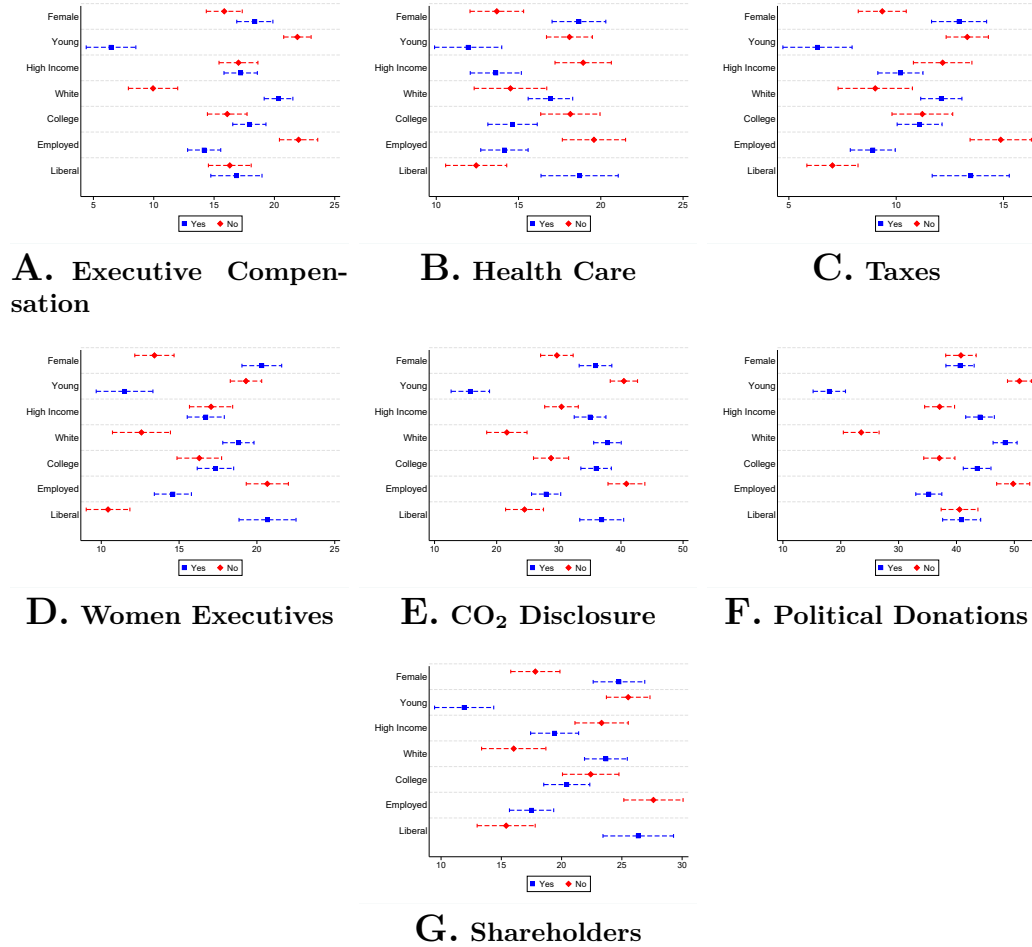 Female
Young
High Income
White
College
Employed
Liberal
5 10 15 20 25
Yes No
A. Executive Compen-
sation
Female
Young
High Income
White
College
Employed
Liberal
10 15 20 25
Yes No
B. Health Care
Female
Young
High Income
White
College
Employed
Liberal
5 10 15
Yes No
C. Taxes
Female
Young
High Income
White
College
Employed
Liberal
10 15 20 25
Yes No
D. Women Executives
Female
Young
High Income
White
College
Employed
Liberal
10 20 30 40 50
Yes No
E. CO₂ Disclosure
Female
Young
High Income
White
College
Employed
Liberal
10 20 30 40 50
Yes No
F. Political Donations
Female
Young
High Income
White
College
Employed
Liberal
10 15 20 25 30
Yes No
G. Shareholders